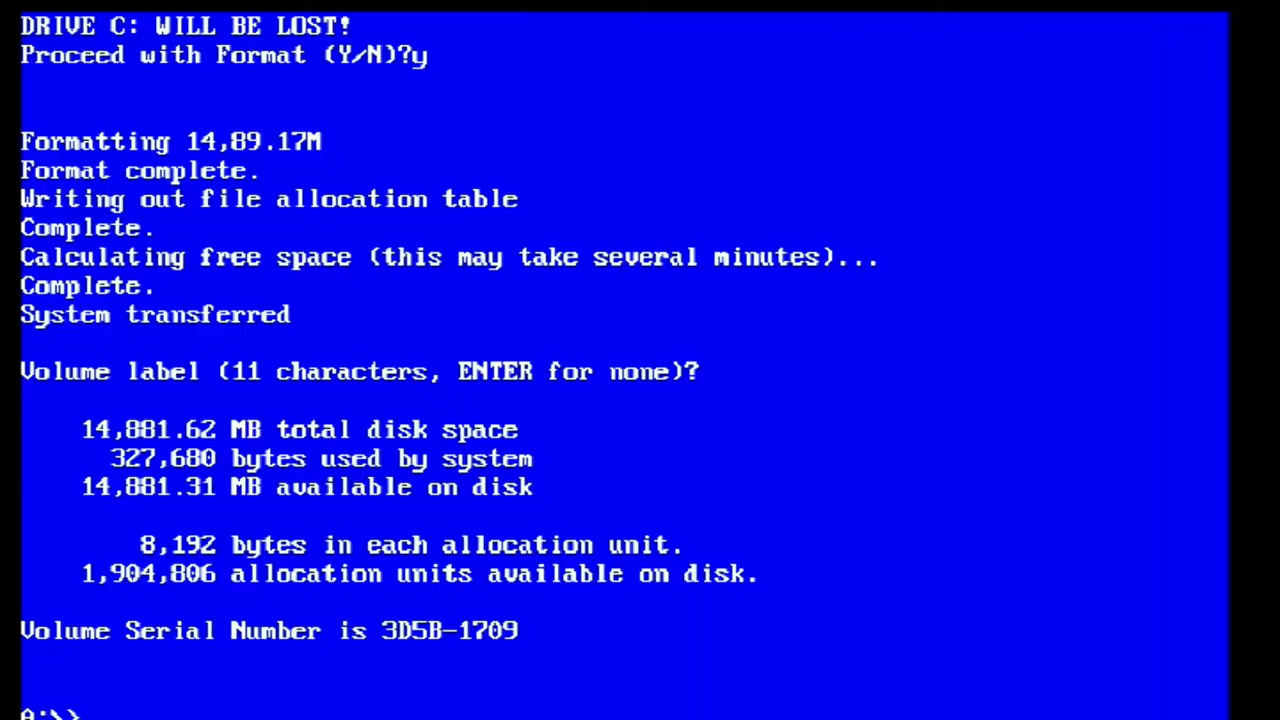 DRIVE C: WILL BE LOST!
Proceed with Format (Y/N)?y
Formatting 14,89.17M
Format complete.
Writing out file allocation table
Complete.
Calculating free space (this may take several minutes)...
Complete.
System transferred
Volume label (11 characters, ENTER for none)?
14,881.62 MB total disk space
327,680 bytes used by system
14,881.31 MB available on disk
8,192 bytes in each allocation unit.
1,904,806 allocation units available on disk.
Volume Serial Number is 3D5B-1709
A:\>